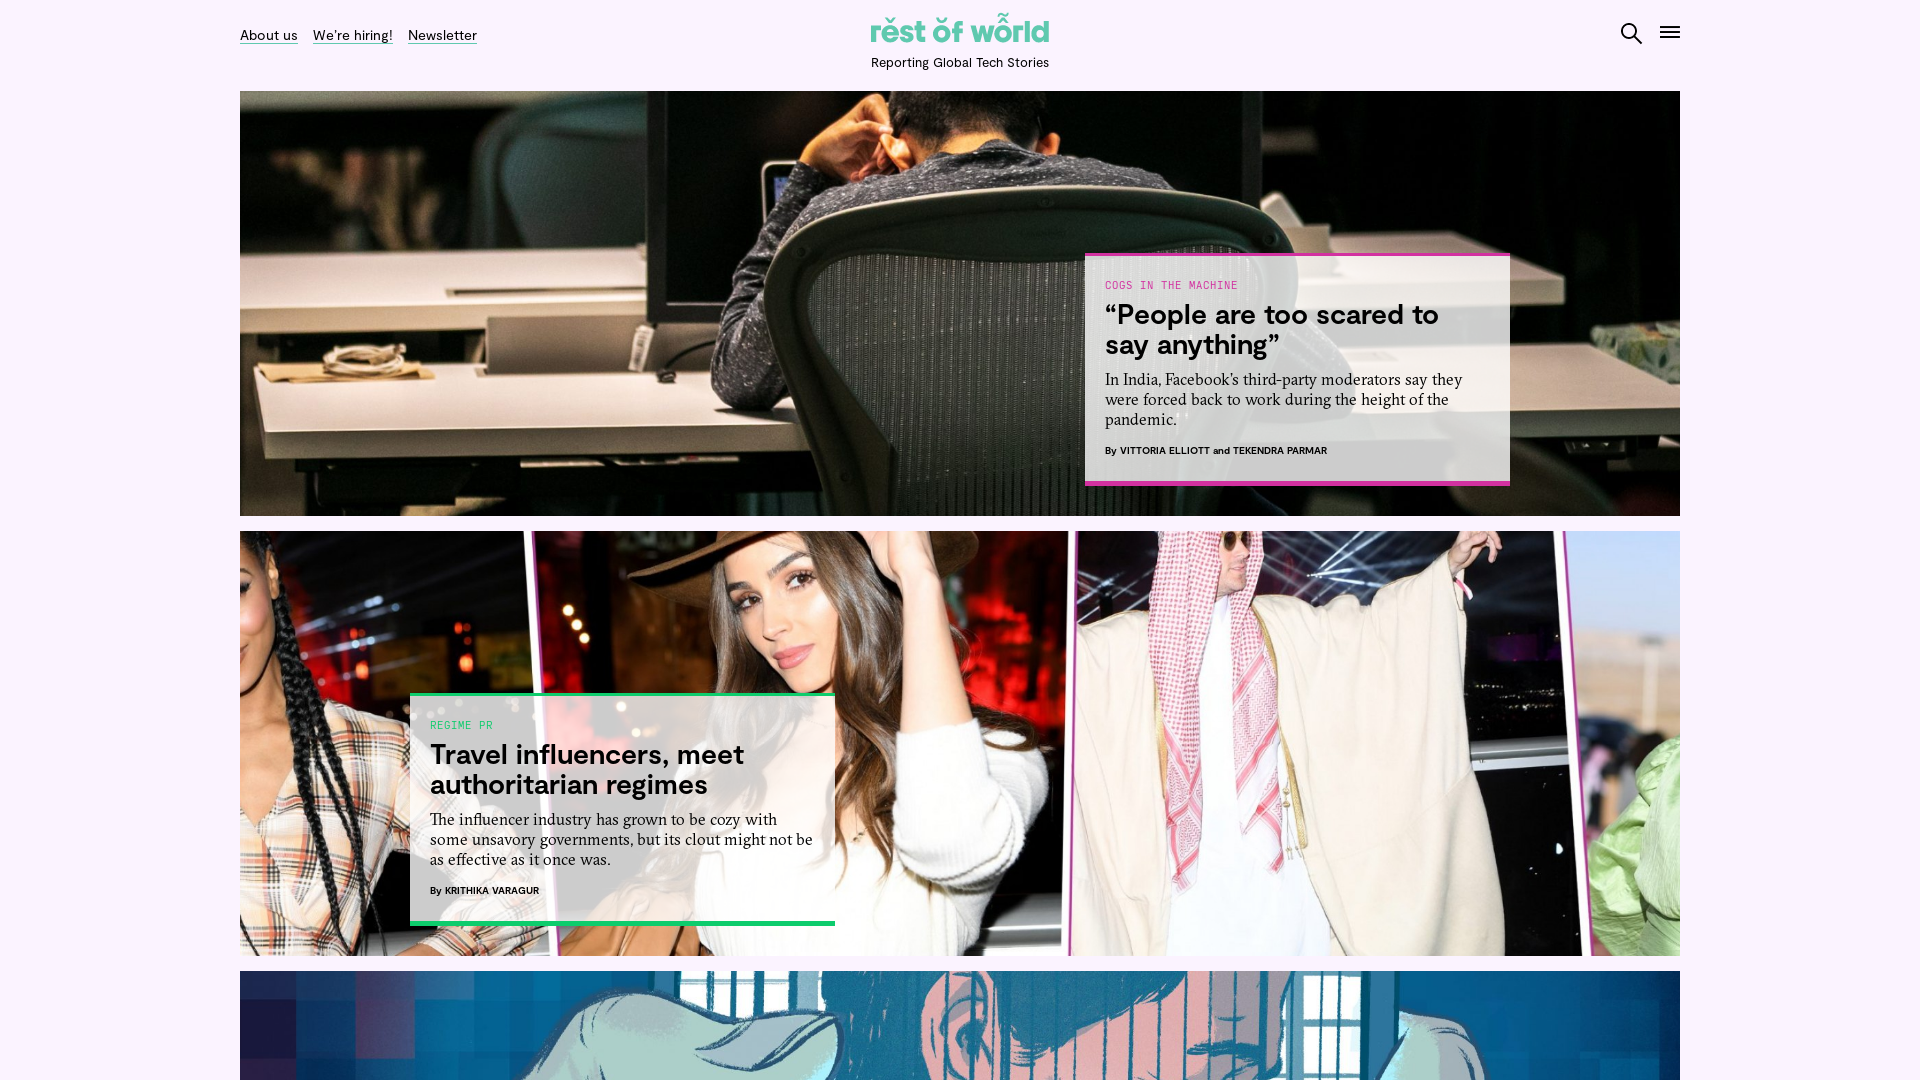 About us
We're hiring!
Newsletter
rest of world
Reporting Global Tech Stories
COGS IN THE MACHINE
“People are too scared to
say anything”
In India, Facebook’s third-party moderators say they
were forced back to work during the height of the
pandemic.
By VITTORIA ELLIOTT and TEKENDRA PARMAR
REGIME PR
Travel influencers, meet
authoritarian regimes
The influencer industry has grown to be cozy with
some unsavory governments, but its clout might not be
as effective as it once was.
By KRITHIKA VARAGUR